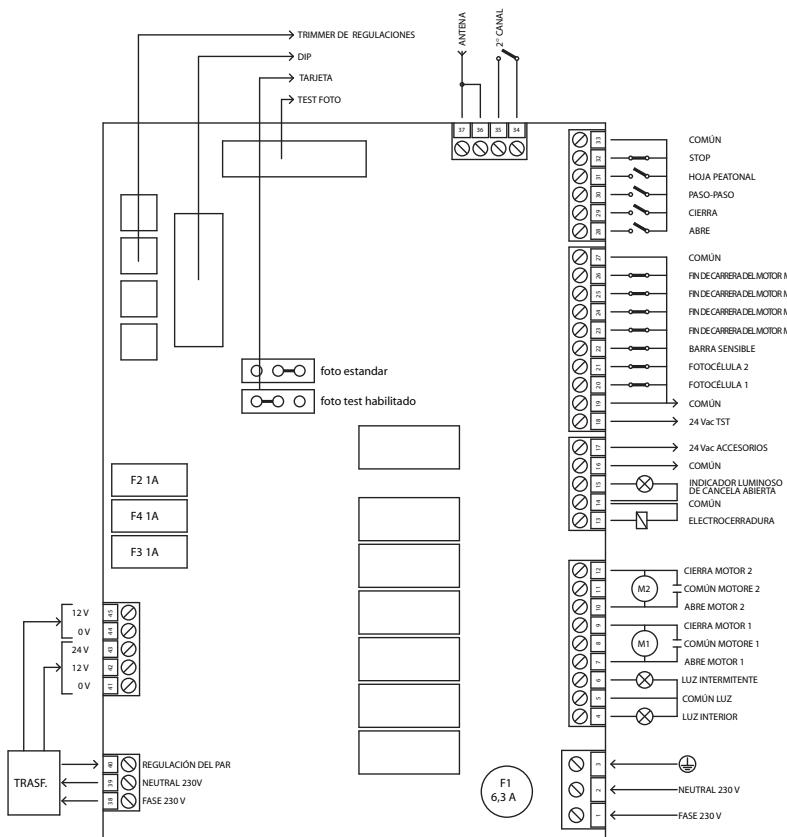 TRIMMER DE REGULACIONES
DIP
TARJETA
TEST FOTO
ANTENA
2° CANAL
37 36 35 34
33 COMÚN
32 STOP
31 HOJA PEATONAL
30 PASO-PASO
29 CIERRA
28 ABRE
27 COMÚN
26 FIN DE CARRERA DEL MOTOR M
25 FIN DE CARRERA DEL MOTOR M
24 FIN DE CARRERA DEL MOTOR M
23 FIN DE CARRERA DEL MOTOR M
22 BARRA SENSIBLE
21 FOTOCÉLULA 2
20 FOTOCÉLULA 1
19 COMÚN
18 24 Vac TST
foto estandar
foto test habilitado
17 24 Vac ACCESORIOS
16 COMÚN
15 INDICADOR LUMINOSO
DE CANCELA ABIERTA
14 COMÚN
13 ELECTROCERRADURA
F2 1A
F4 1A
F3 1A
12 CIERRA MOTOR 2
11 M2 COMÚN MOTORE 2
10 ABRE MOTOR 2
9 CIERRA MOTOR 1
8 M1 COMÚN MOTORE 1
7 ABRE MOTOR 1
6 LUZ INTERMITENTE
5 COMÚN LUZ
4 LUZ INTERIOR
12 V 45
0 V 44
24 V 43
12 V 42
0 V 41
TRASF.
40 REGULACIÓN DEL PAR
39 NEUTRAL 230V
38 FASE 230 V
F1
6,3 A
3
2 NEUTRAL 230 V
1 FASE 230 V